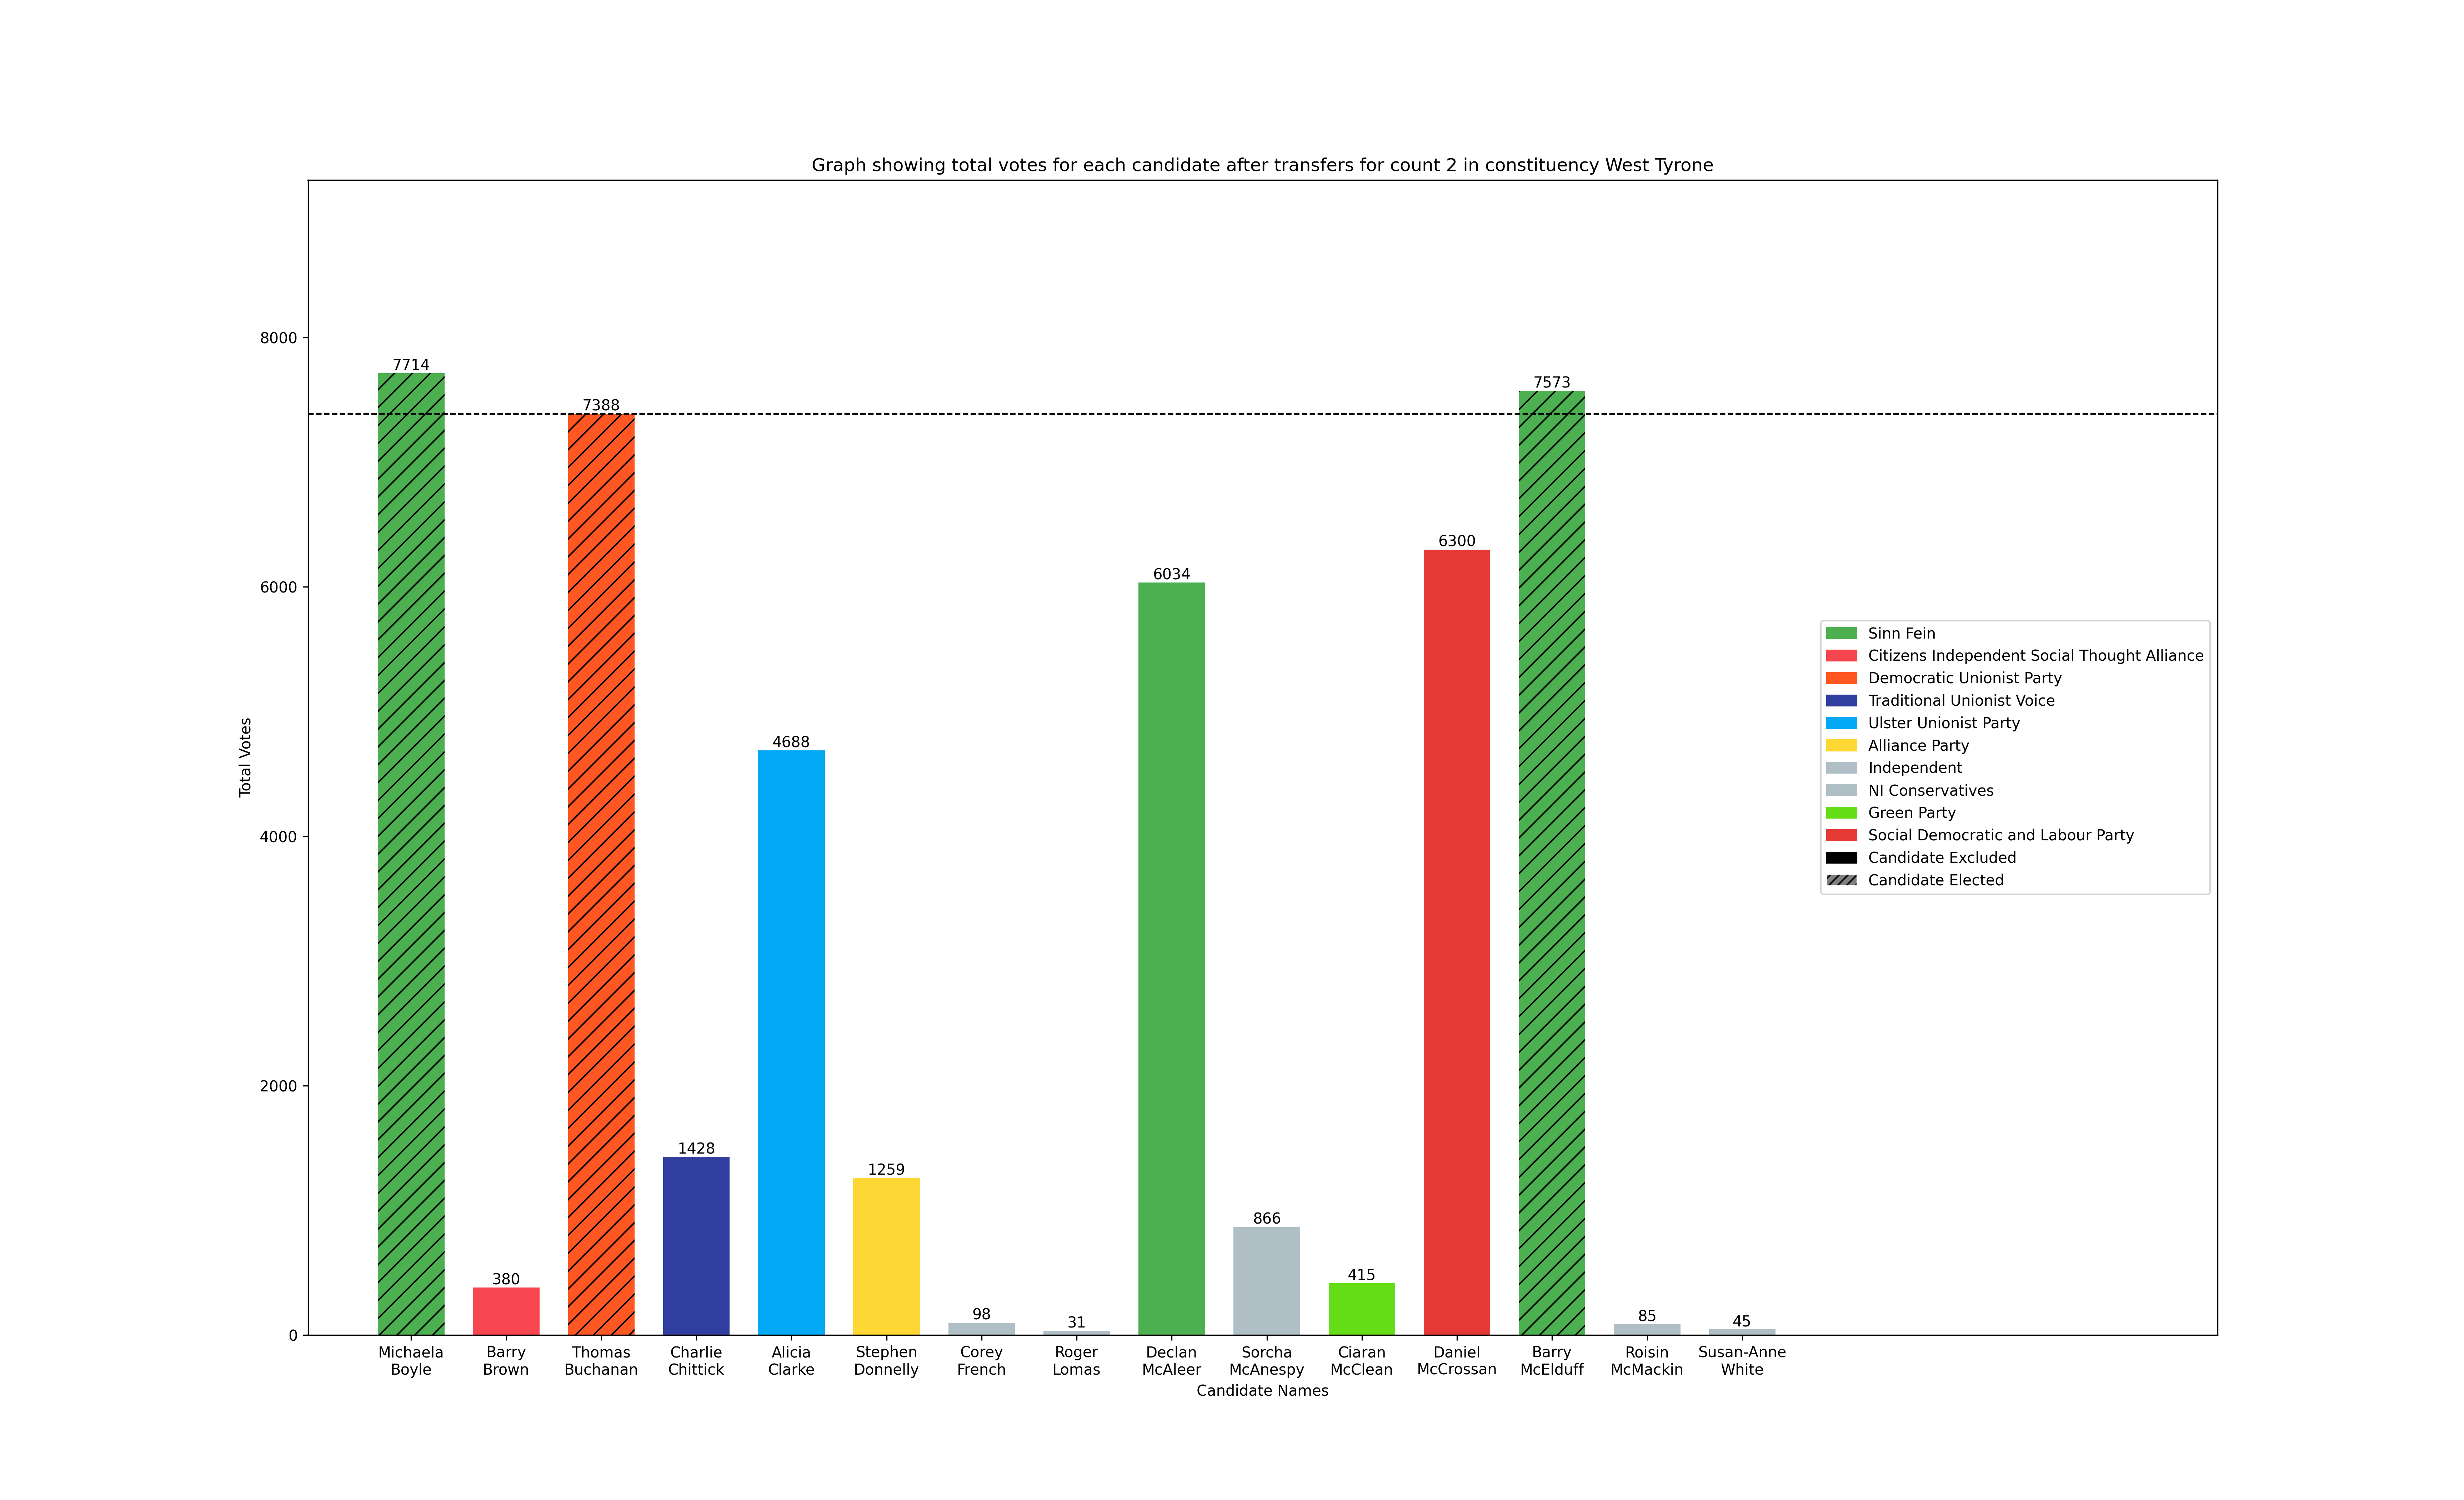 Graph showing total votes for each candidate after transfers for count 2 in constituency West Tyrone
Total Votes
8000
6000
4000
2000
0
7714
380
7388
1428
4688
1259
98
31
6034
866
415
6300
7573
85
45
Michaela
Boyle
Barry
Brown
Thomas
Buchanan
Charlie
Chittick
Alicia
Clarke
Stephen
Donnelly
Corey
French
Roger
Lomas
Declan
McAleer
Sorcha
McAnespy
Ciaran
McClean
Daniel
McCrossan
Barry
McElduff
Roisin
McMackin
Susan-Anne
White
Candidate Names
Sinn Fein
Citizens Independent Social Thought Alliance
Democratic Unionist Party
Traditional Unionist Voice
Ulster Unionist Party
Alliance Party
Independent
NI Conservatives
Green Party
Social Democratic and Labour Party
Candidate Excluded
Candidate Elected